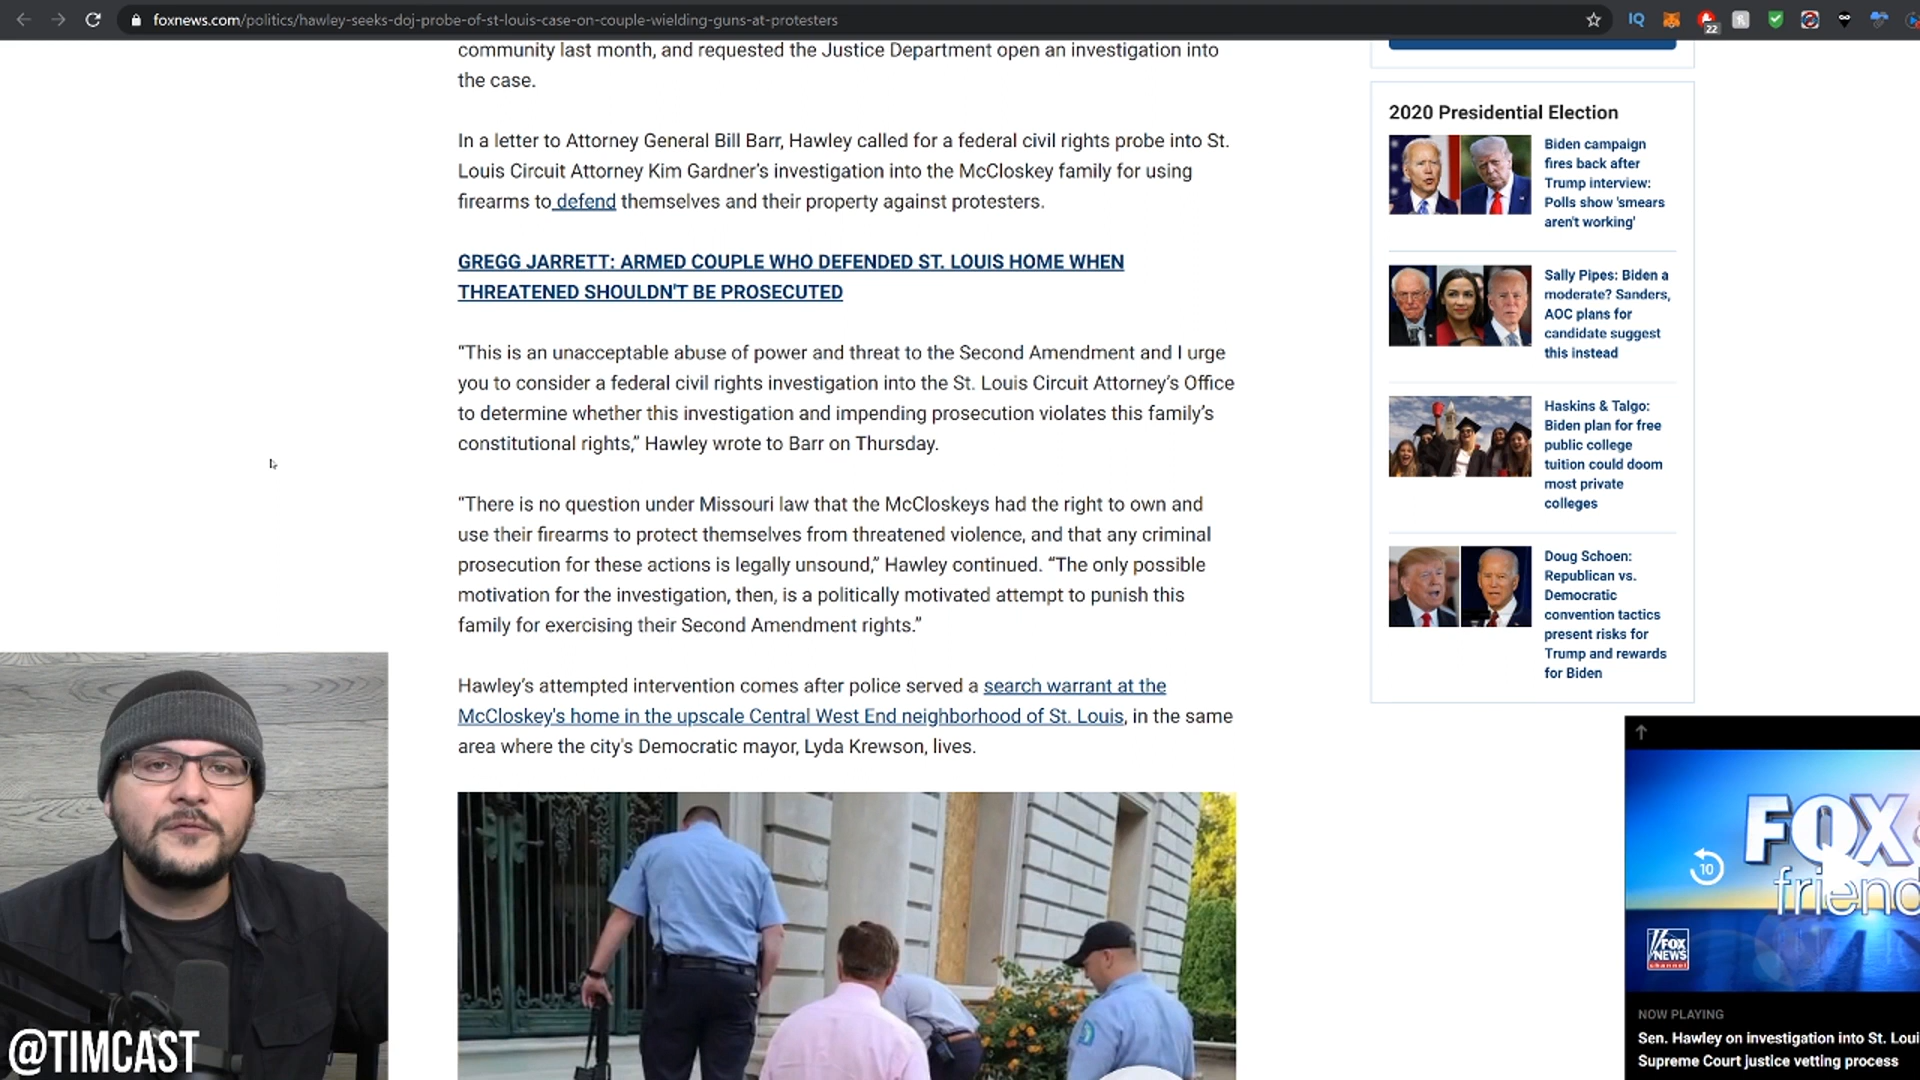 foxnews.com/politics/hawley-seeks-doj-probe-of-st-louis-case-on-couple-wielding-guns-at-protesters
IQ
22
community last month, and requested the Justice Department open an investigation into
the case.
In a letter to Attorney General Bill Barr, Hawley called for a federal civil rights probe into St.
Louis Circuit Attorney Kim Gardner's investigation into the McCloskey family for using
firearms to defend themselves and their property against protesters.
GREGG JARRETT: ARMED COUPLE WHO DEFENDED ST. LOUIS HOME WHEN
THREATENED SHOULDN'T BE PROSECUTED
“This is an unacceptable abuse of power and threat to the Second Amendment and I urge
you to consider a federal civil rights investigation into the St. Louis Circuit Attorney’s Office
to determine whether this investigation and impending prosecution violates this family’s
constitutional rights,” Hawley wrote to Barr on Thursday.
“There is no question under Missouri law that the McCloskeys had the right to own and
use their firearms to protect themselves from threatened violence, and that any criminal
prosecution for these actions is legally unsound,” Hawley continued. “The only possible
motivation for the investigation, then, is a politically motivated attempt to punish this
family for exercising their Second Amendment rights.”
Hawley’s attempted intervention comes after police served a search warrant at the
McCloskey's home in the upscale Central West End neighborhood of St. Louis, in the same
area where the city's Democratic mayor, Lyda Krewson, lives.
2020 Presidential Election
Biden campaign
fires back after
Trump interview:
Polls show 'smears
aren't working'
Sally Pipes: Biden a
moderate? Sanders,
AOC plans for
candidate suggest
this instead
Haskins & Talgo:
Biden plan for free
public college
tuition could doom
most private
colleges
Doug Schoen:
Republican vs.
Democratic
convention tactics
present risks for
Trump and rewards
for Biden
FOX
friend
10
FOX
NEWS
channel
NOW PLAYING
Sen. Hawley on investigation into St. Loui
Supreme Court justice vetting process
@TIMCAST